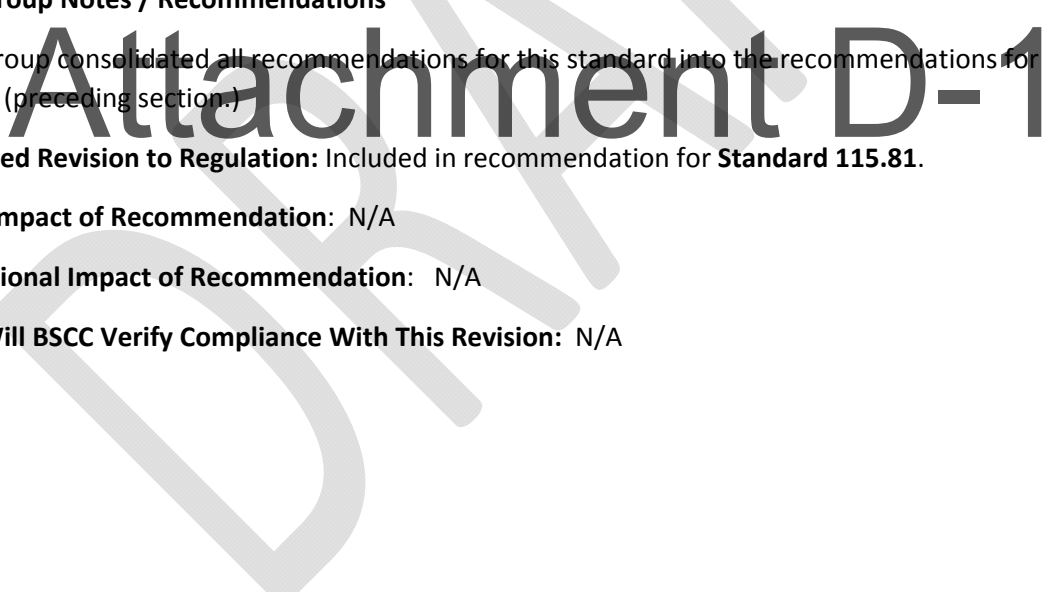 roup Notes / Recommendations
roup consolidated all recommendations for this standard into the recommendations for
Attachment D-1
(preceding section.)
ed Revision to Regulation: Included in recommendation for Standard 115.81.
mpact of Recommendation: N/A
ional Impact of Recommendation: N/A
Will BSCC Verify Compliance With This Revision: N/A
DRA